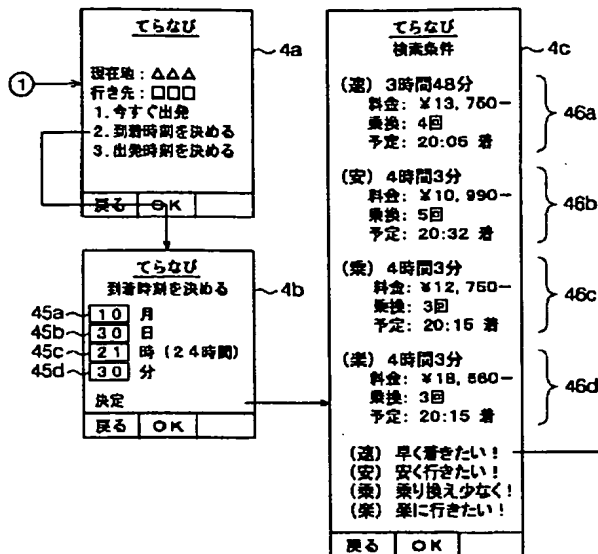 てらなび
4a
①
現在地：△△△
行き先：□□□
1. 今すぐ出発
2. 到着時刻を決める
3. 出発時刻を決める
戻る OK
てらなび
4b
到着時刻を決める
45a 10 月
45b 30 日
45c 21 時（24時間）
45d 30 分
決定
戻る OK
てらなび
4c
検索条件
(速) 3時間48分
料金：¥13,750−
乗換：4回
予定：20:05 着
46a
(安) 4時間3分
料金：¥10,990−
乗換：5回
予定：20:32 着
46b
(乗) 4時間3分
料金：¥12,750−
乗換：3回
予定：20:15 着
46c
(楽) 4時間3分
料金：¥18,560−
乗換：3回
予定：20:15 着
46d
(速) 早く着きたい！
(安) 安く行きたい！
(乗) 乗り換え少なく！
(楽) 楽に行きたい！
戻る OK